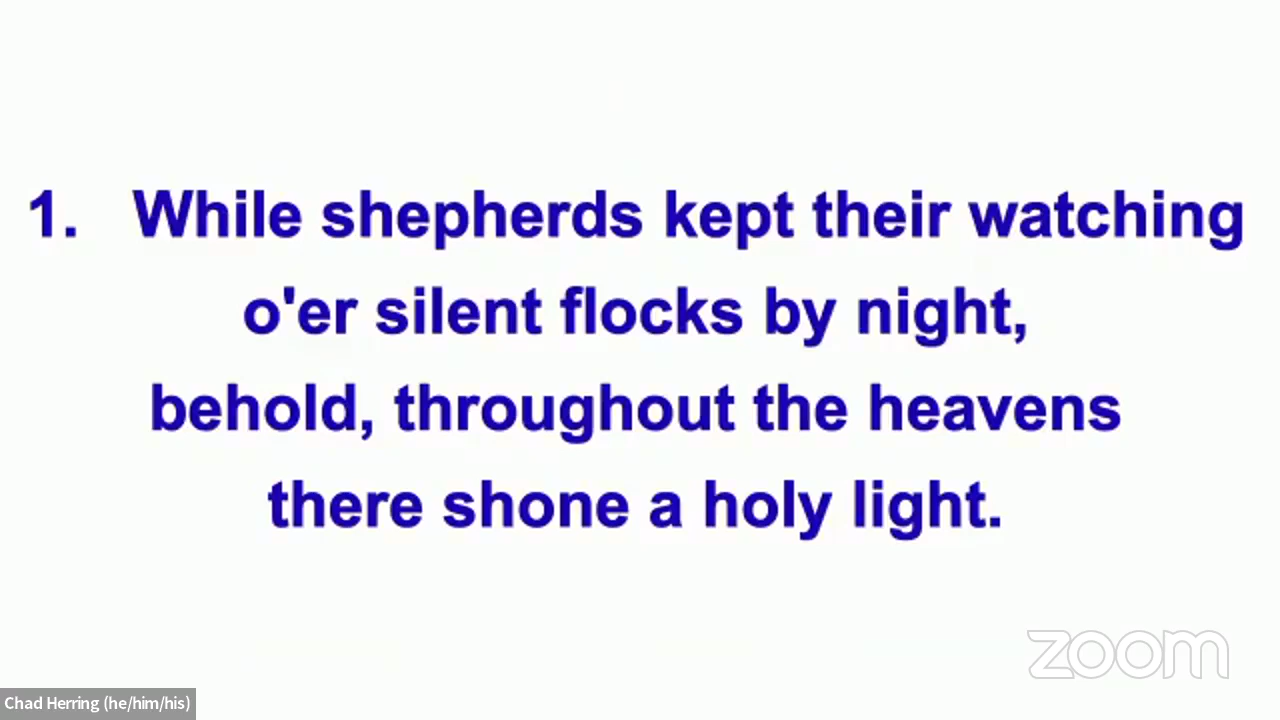 1. While shepherds kept their watching
o'er silent flocks by night,
behold, throughout the heavens
there shone a holy light.
zoom
Chad Herring (he/him/his)